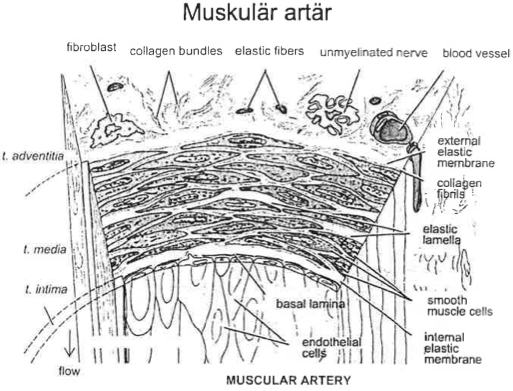 Muskulär artär
fibroblast collagen bundles elastic fibers unmyelinated nerve blood vessel
t. adventitia
external
elastic
membrane
collagen
fibrils
elastic
lamella
t. media
t. intima
basal lamina
smooth
muscle cells
endothelial
cells
internal
elastic
membrane
flow
MUSCULAR ARTERY